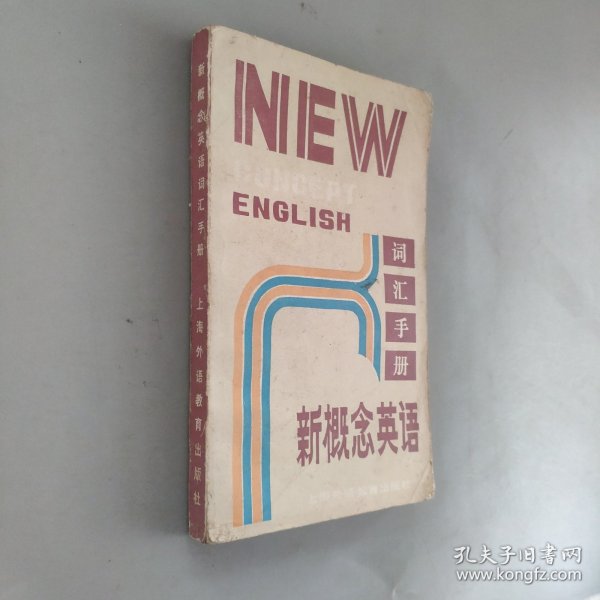 新概念英语词汇手册 上海外语教育出版社
NEW
CONCEPT
ENGLISH
词汇手册
新概念英语
上海外语教育出版社
孔夫子旧书网
www.kongfz.com